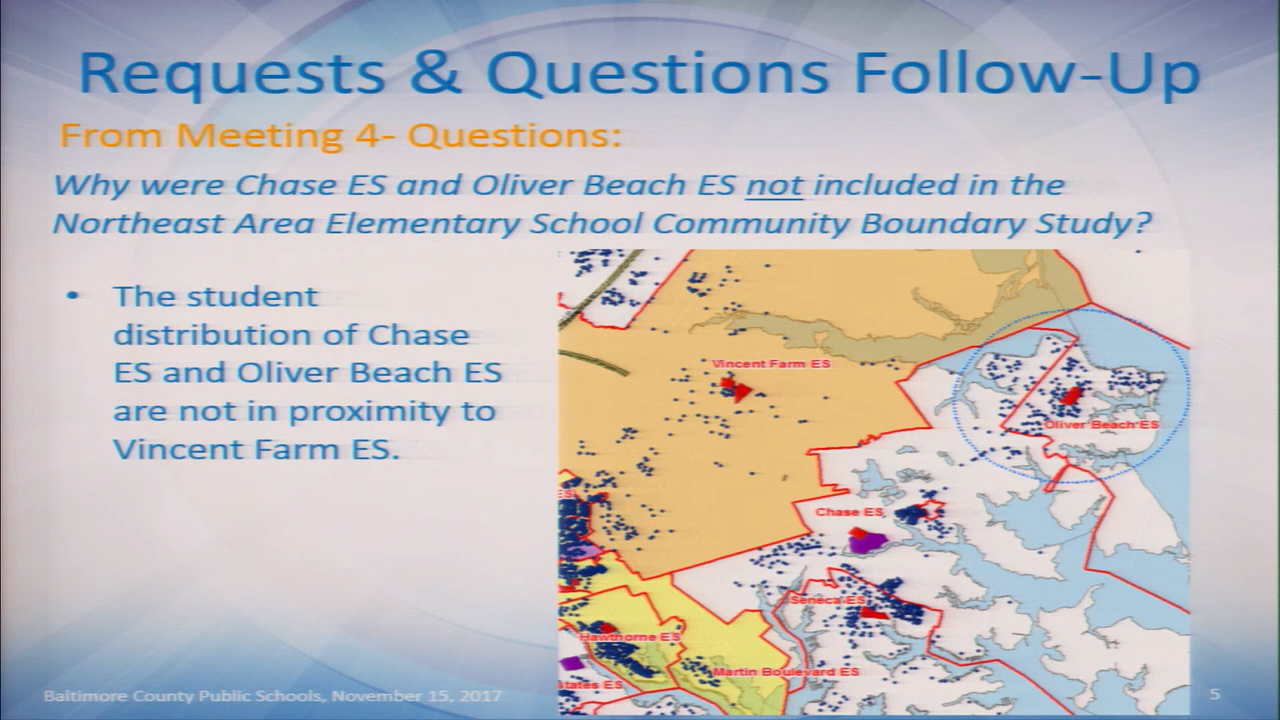 Requests & Questions Follow-Up
From Meeting 4- Questions:
Why were Chase ES and Oliver Beach ES not included in the
Northeast Area Elementary School Community Boundary Study?
• The student
distribution of Chase
ES and Oliver Beach ES
are not in proximity to
Vincent Farm ES.
Vincent Farm ES
Oliver Beach ES
ES
Chase ES
Seneca ES
Hawthorne ES
Martin Boulevard ES
tates ES
Baltimore County Public Schools, November 15, 2017
5